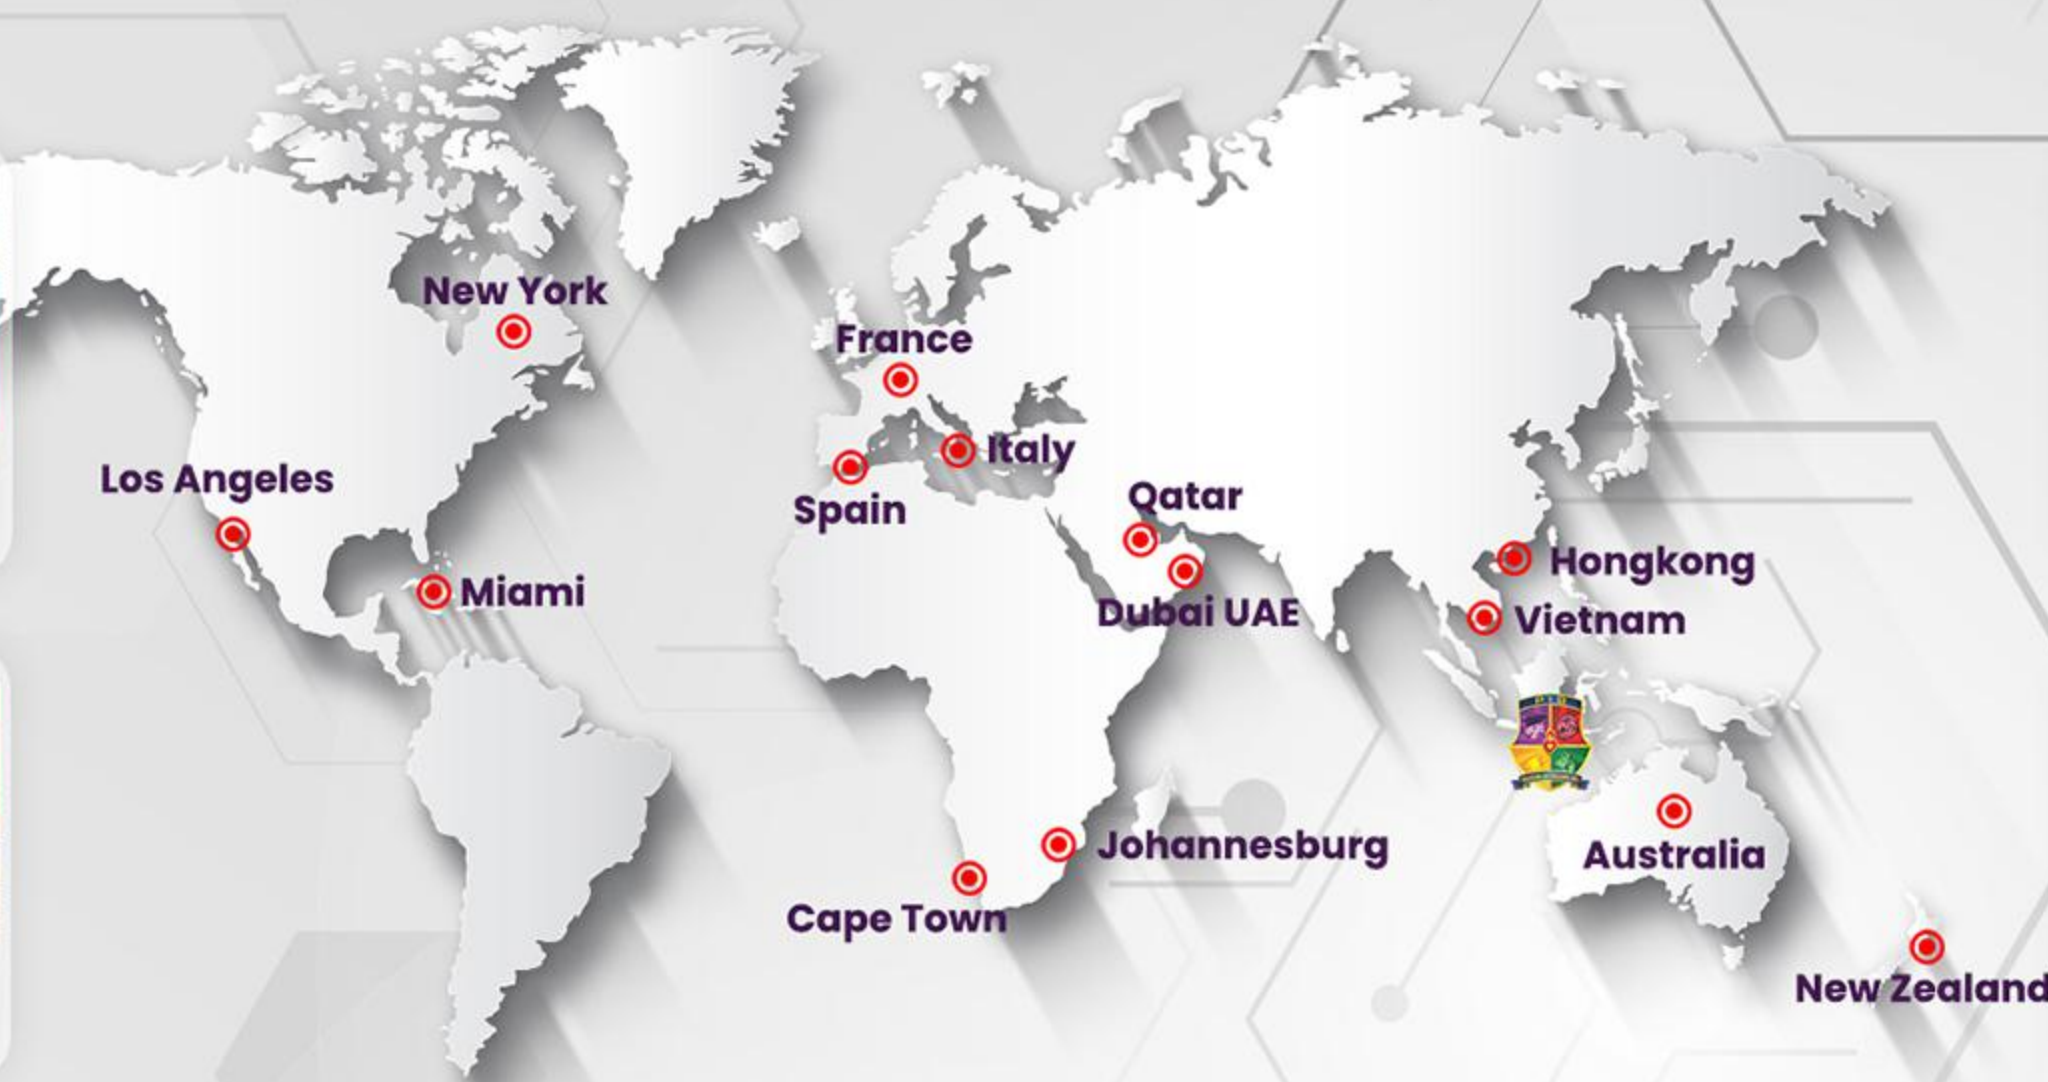 New York
France
Italy
Los Angeles
Qatar
Spain
Hongkong
Miami
Dubai UAE
Vietnam
Johannesburg
Australia
Cape Town
New Zealand